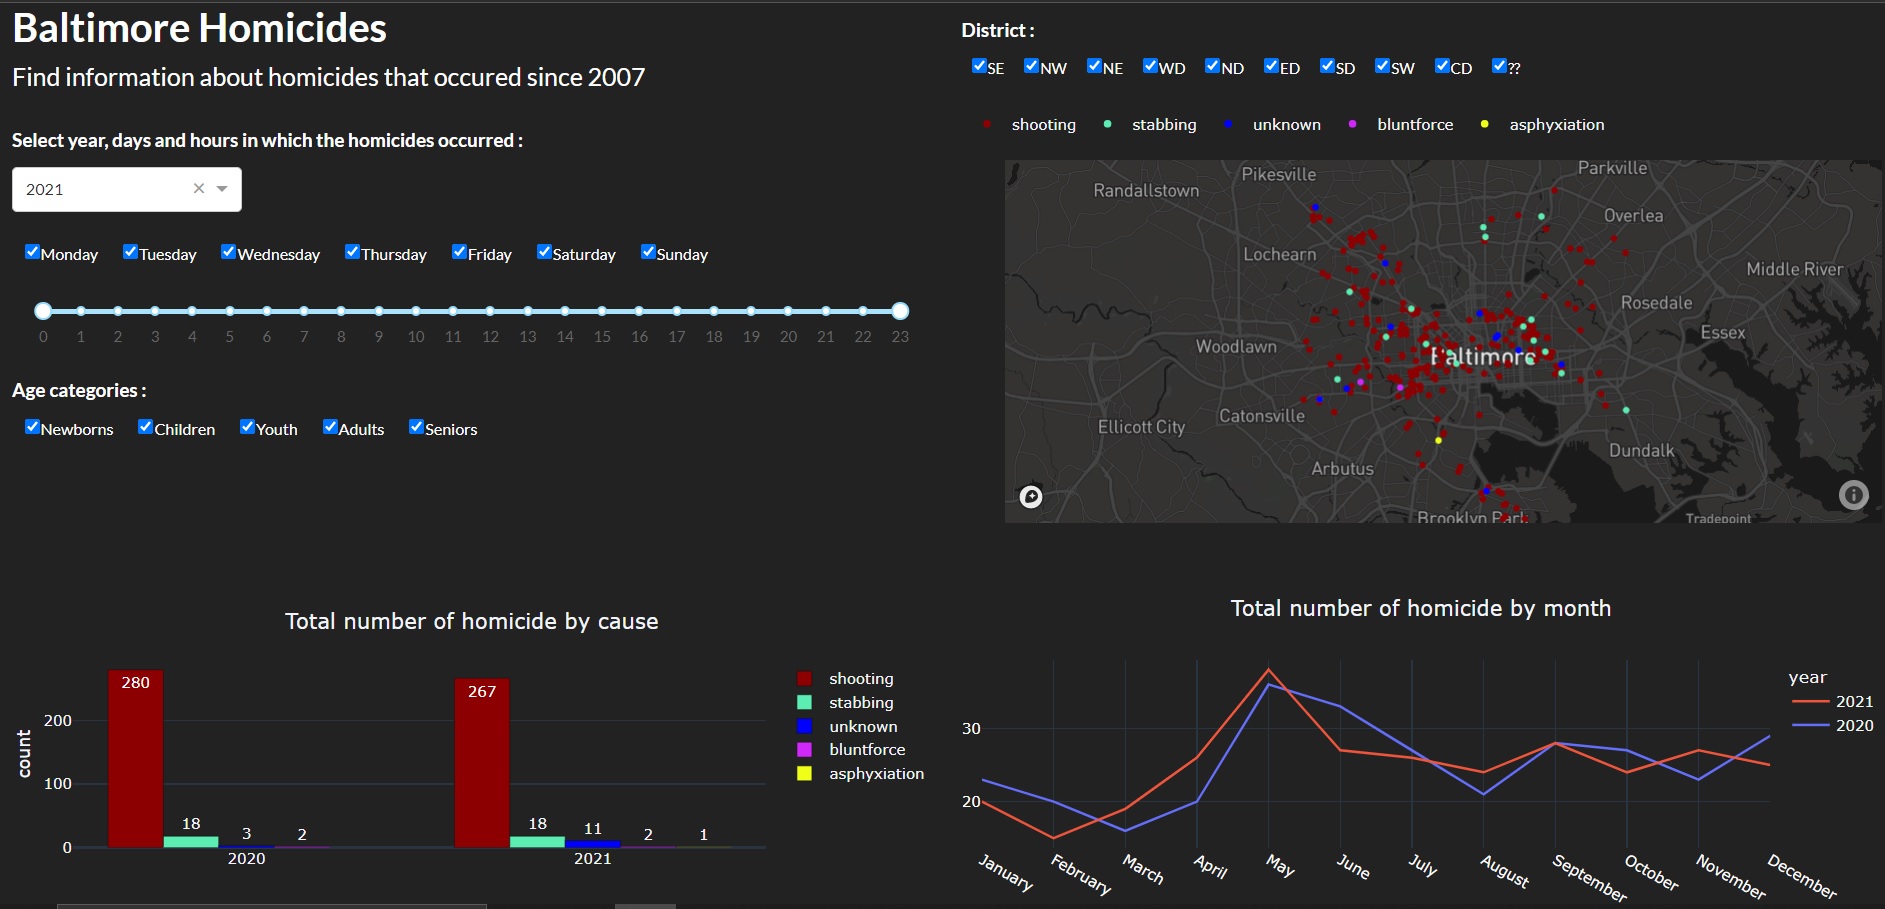 Baltimore Homicides
Find information about homicides that occured since 2007
Select year, days and hours in which the homicides occurred :
2021
Monday Tuesday Wednesday Thursday Friday Saturday Sunday
0 1 2 3 4 5 6 7 8 9 10 11 12 13 14 15 16 17 18 19 20 21 22 23
Age categories :
Newborns Children Youth Adults Seniors
District :
SE NW NE WD ND ED SD SW CD ??
shooting stabbing unknown bluntforce asphyxiation
Pikesville
Parkville
Randallstown
Overlea
Lochearn
Middle River
Rosedale
Essex
Woodlawn
Baltimore
Catonsville
Ellicott City
Dundalk
Arbutus
Brooklyn Park
Tradepoint
Total number of homicide by cause
count
200
100
0
280
18
3
2
267
18
11
2
1
2020
2021
shooting
stabbing
unknown
bluntforce
asphyxiation
Total number of homicide by month
30
20
January
February
March
April
May
June
July
August
September
October
November
December
year
2021
2020